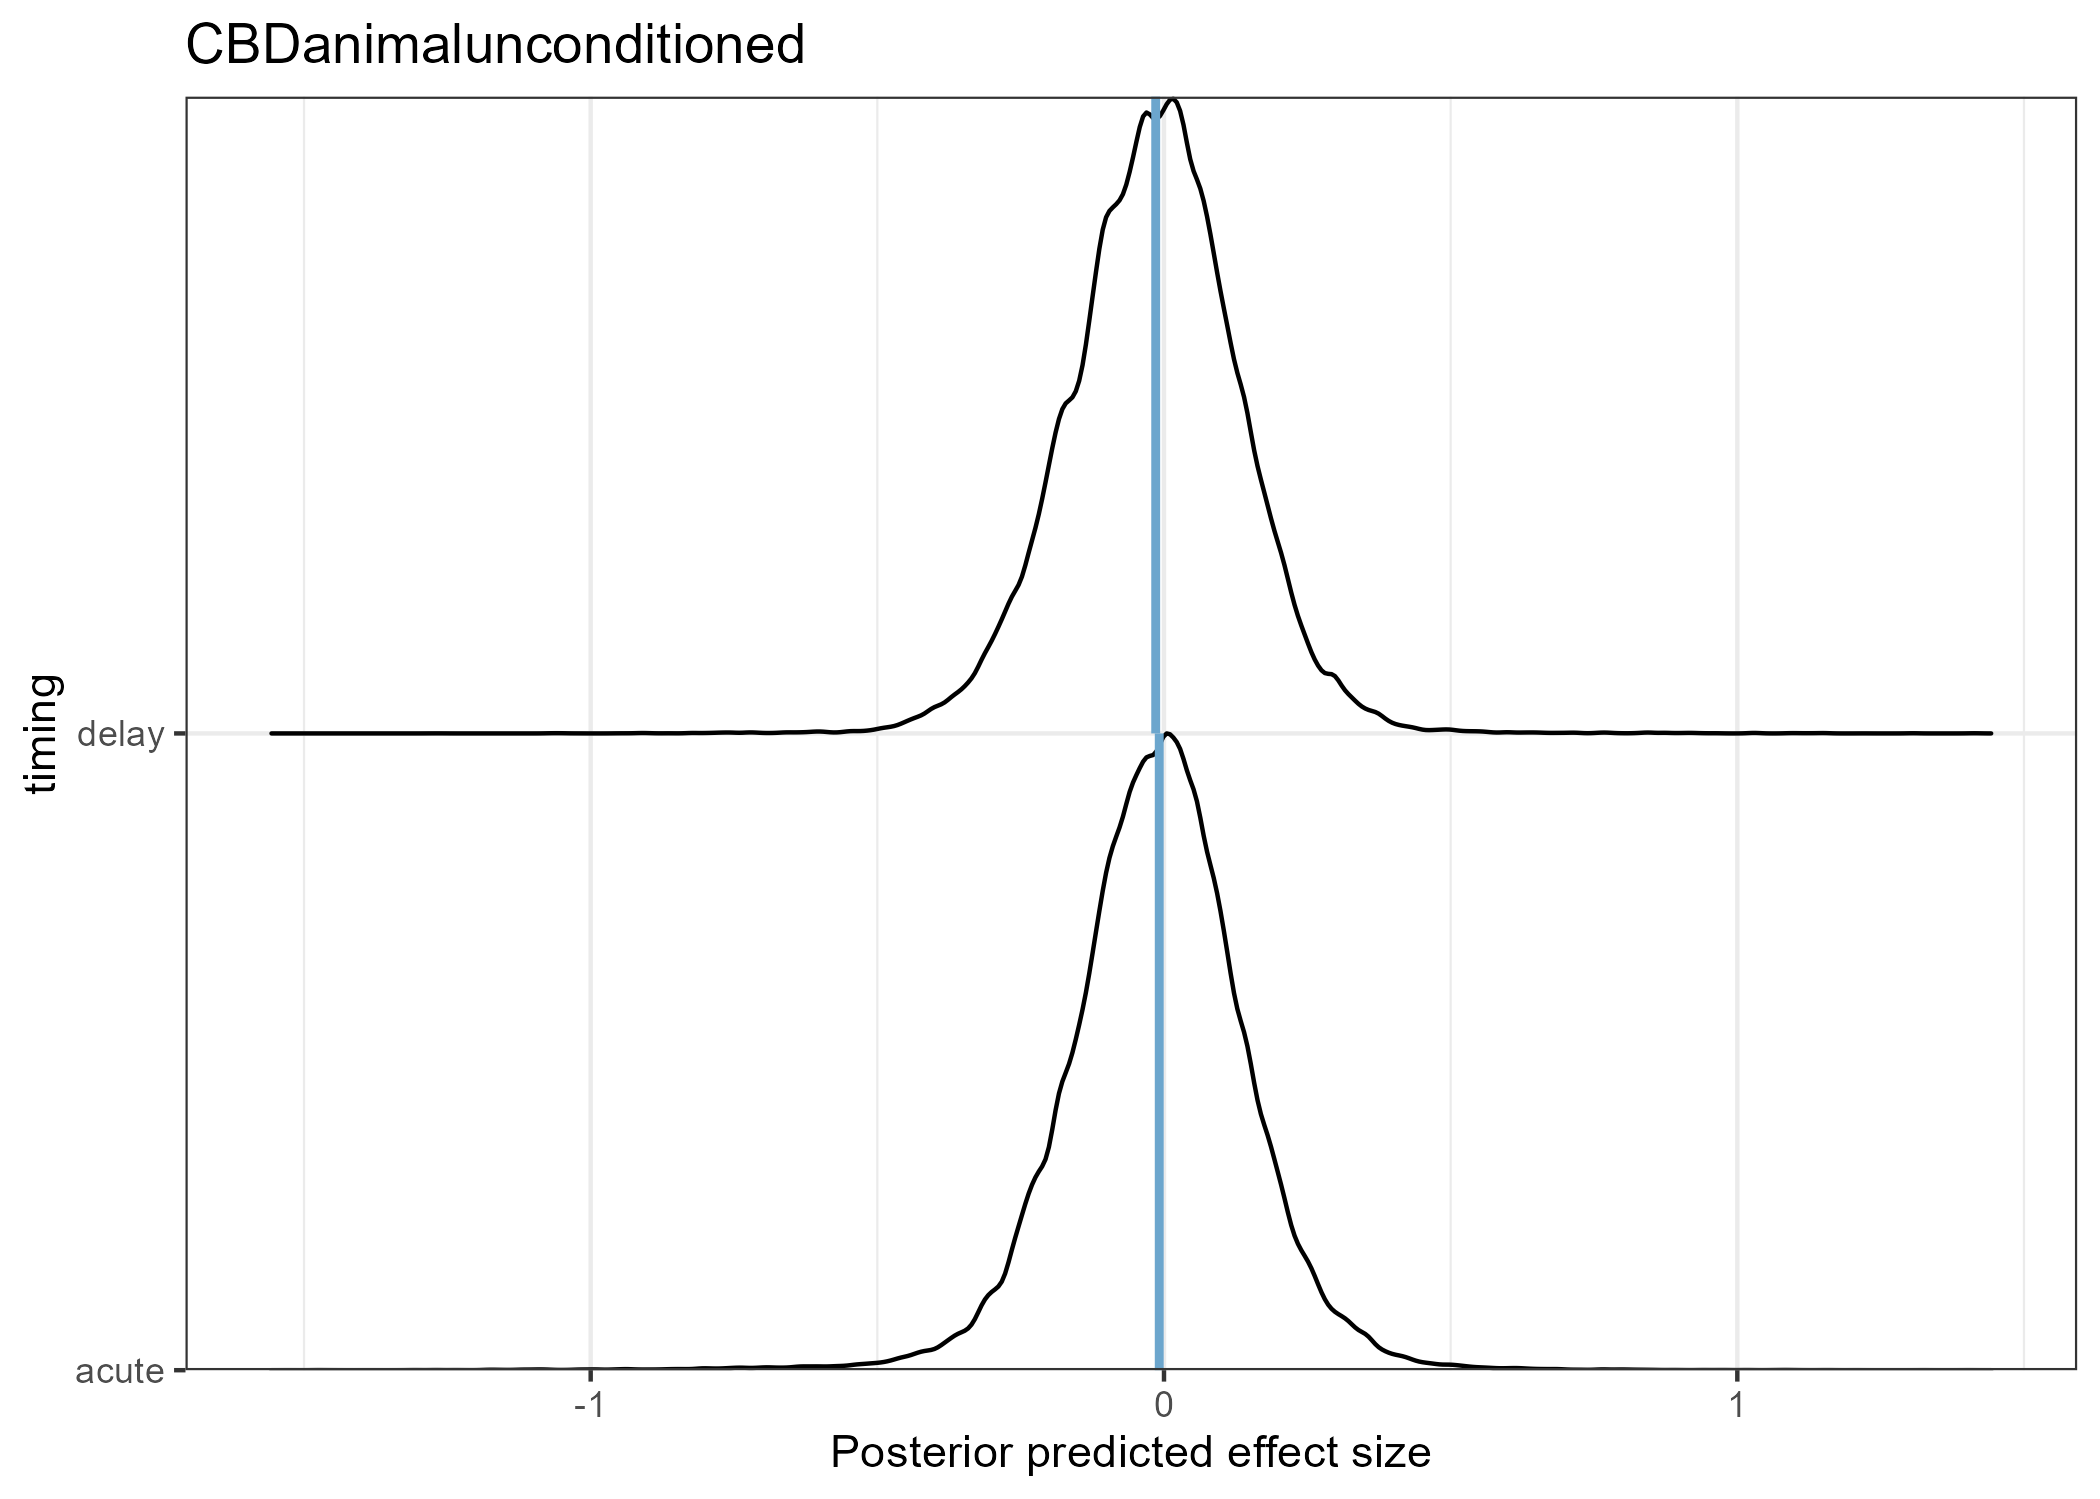 CBDanimalunconditioned
timing
delay
acute
-1 0 1
Posterior predicted effect size